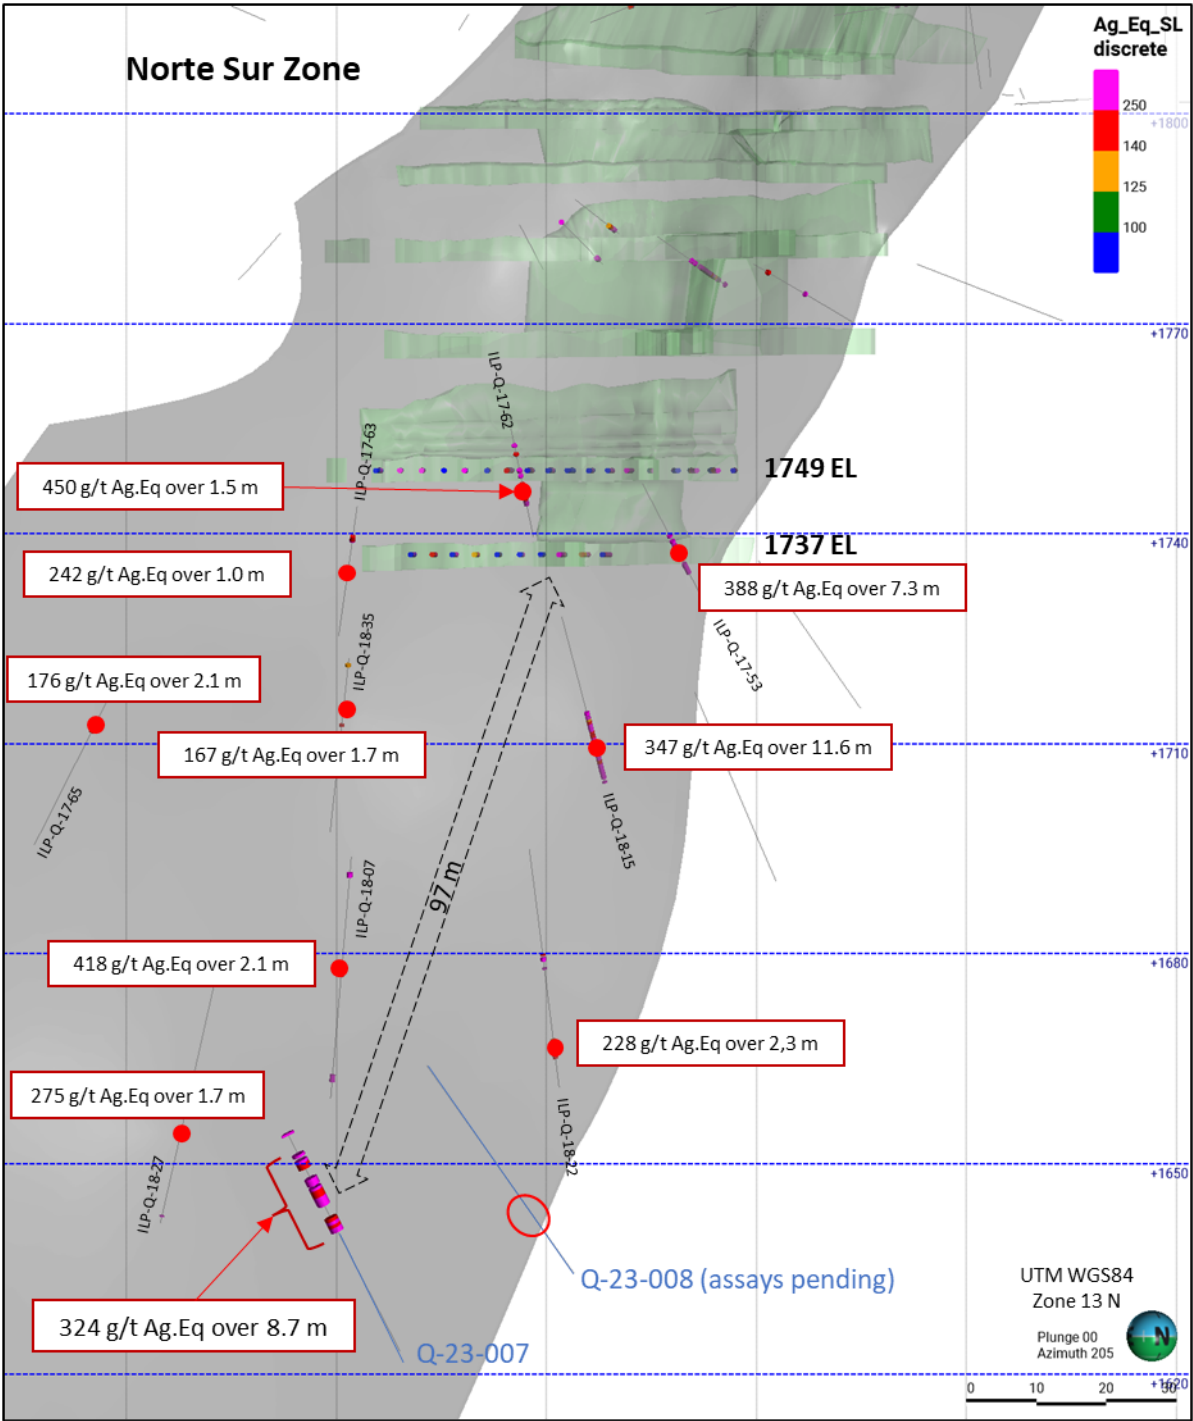 Norte Sur Zone
Ag_Eq_SL
discrete
250
140
125
100
+1800
+1770
ILP-Q-17-62
ILP-Q-17-63
1749 EL
450 g/t Ag.Eq over 1.5 m
1737 EL
+1740
242 g/t Ag.Eq over 1.0 m
388 g/t Ag.Eq over 7.3 m
ILP-Q-18-35
ILP-Q-17-53
176 g/t Ag.Eq over 2.1 m
167 g/t Ag.Eq over 1.7 m
347 g/t Ag.Eq over 11.6 m
+1710
ILP-Q-17-65
ILP-Q-18-15
97 m
ILP-Q-18-07
418 g/t Ag.Eq over 2.1 m
+1680
228 g/t Ag.Eq over 2,3 m
275 g/t Ag.Eq over 1.7 m
ILP-Q-18-22
+1650
ILP-Q-18-27
Q-23-008 (assays pending)
324 g/t Ag.Eq over 8.7 m
Q-23-007
UTM WGS84
Zone 13 N
Plunge 00
Azimuth 205
N
+1620
0 10 20 30